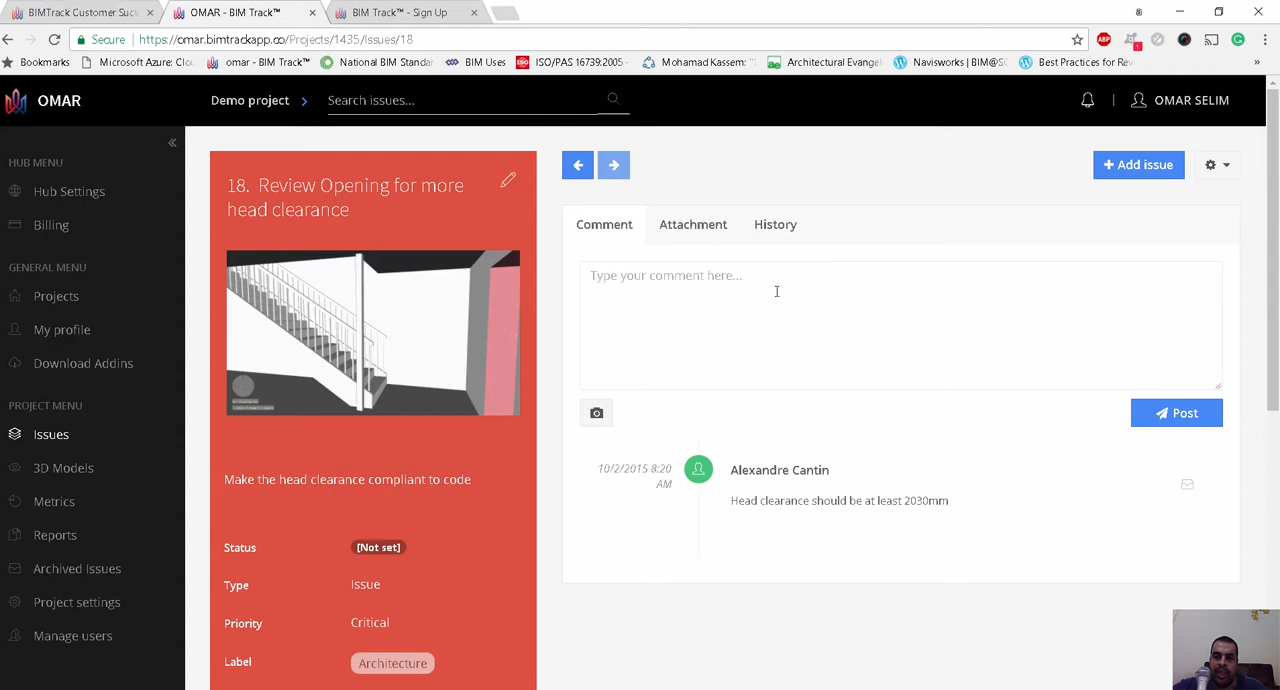 BIMTrack Customer Suc
OMAR - BIM Track™
BIM Track™ - Sign Up
Secure
https://omar.bimtrackapp.co/Projects/1435/Issues/18
Bookmarks
Microsoft Azure: Clou
omar - BIM Track™
National BIM Standar
BIM Uses
ISO/PAS 16739:2005 -
Mohamad Kassem: "
Architectural Evangel
Navisworks | BIM@S
Best Practices for Rev
»
OMAR
Demo project
Search issues...
OMAR SELIM
HUB MENU
Hub Settings
Billing
GENERAL MENU
Projects
My profile
Download Addins
PROJECT MENU
Issues
3D Models
Metrics
Reports
Archived Issues
Project settings
Manage users
18. Review Opening for more
head clearance
Make the head clearance compliant to code
Status [Not set]
Type Issue
Priority Critical
Label Architecture
+ Add issue
Comment Attachment History
Type your comment here...
Post
10/2/2015 8:20
AM
Alexandre Cantin
Head clearance should be at least 2030mm